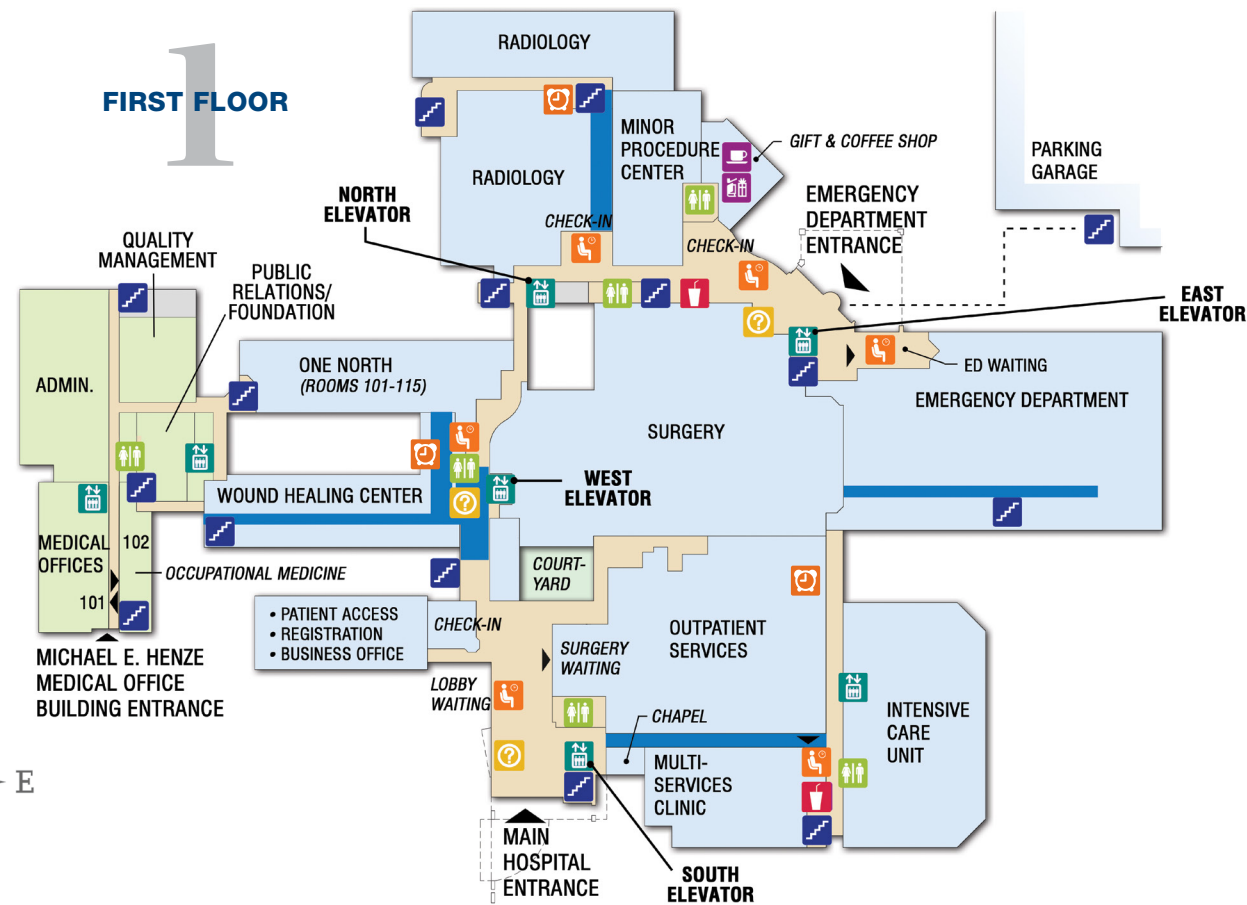 1
FIRST FLOOR
RADIOLOGY
MINOR
PROCEDURE
CENTER
GIFT & COFFEE SHOP
PARKING
GARAGE
RADIOLOGY
NORTH
ELEVATOR
EMERGENCY
DEPARTMENT
ENTRANCE
CHECK-IN
CHECK-IN
QUALITY
MANAGEMENT
PUBLIC
RELATIONS/
FOUNDATION
EAST
ELEVATOR
ONE NORTH
(ROOMS 101-115)
ED WAITING
ADMIN.
EMERGENCY DEPARTMENT
SURGERY
WEST
ELEVATOR
WOUND HEALING CENTER
MEDICAL
OFFICES
102
101
OCCUPATIONAL MEDICINE
COURT-
YARD
• PATIENT ACCESS
• REGISTRATION
• BUSINESS OFFICE
CHECK-IN
OUTPATIENT
SERVICES
SURGERY
WAITING
MICHAEL E. HENZE
MEDICAL OFFICE
BUILDING ENTRANCE
LOBBY
WAITING
CHAPEL
INTENSIVE
CARE
UNIT
MULTI-
SERVICES
CLINIC
E
MAIN
HOSPITAL
ENTRANCE
SOUTH
ELEVATOR